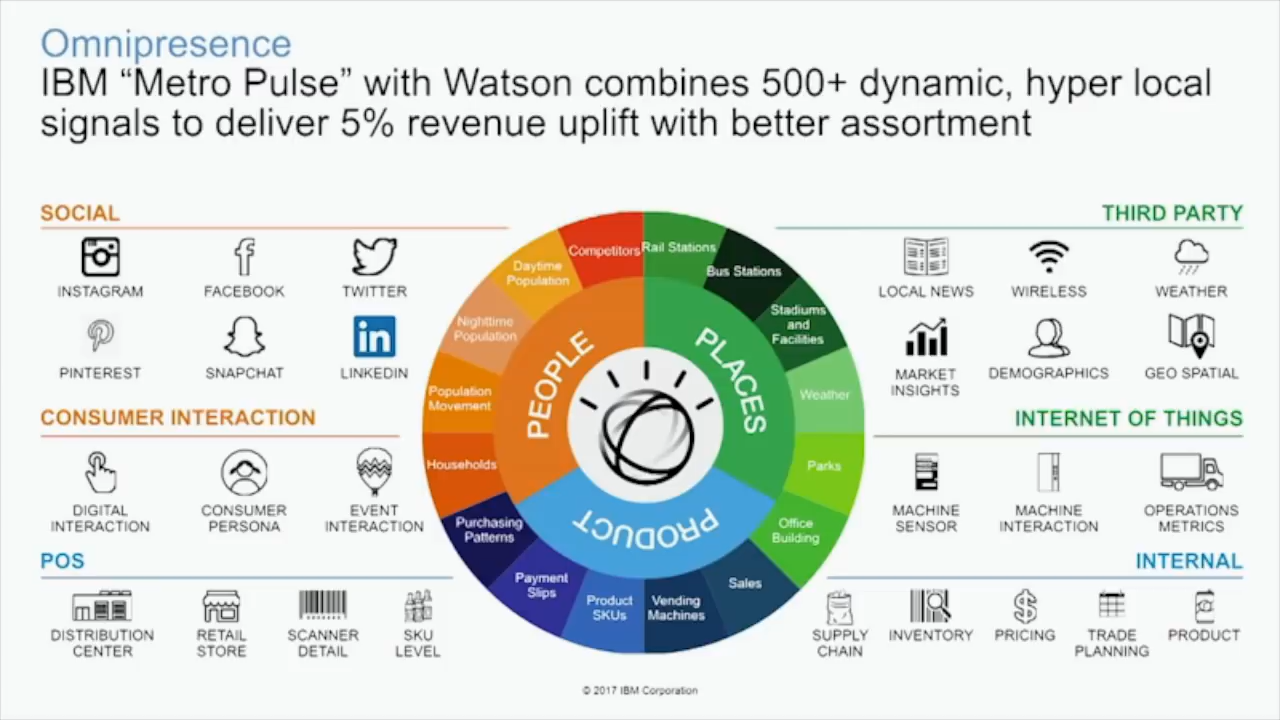 Omnipresence
IBM “Metro Pulse” with Watson combines 500+ dynamic, hyper local
signals to deliver 5% revenue uplift with better assortment
SOCIAL
INSTAGRAM
FACEBOOK
TWITTER
PINTEREST
SNAPCHAT
LINKEDIN
CONSUMER INTERACTION
DIGITAL
INTERACTION
CONSUMER
PERSONA
EVENT
INTERACTION
POS
DISTRIBUTION
CENTER
RETAIL
STORE
SCANNER
DETAIL
SKU
LEVEL
PEOPLE
PLACES
PRODUCT
Competitors
Daytime
Population
Nighttime
Population
Population
Movement
Households
Rail Stations
Bus Stations
Stadiums
and
Facilities
Weather
Parks
Office
Building
Purchasing
Patterns
Payment
Slips
Product
SKUs
Vending
Machines
Sales
THIRD PARTY
LOCAL NEWS
WIRELESS
WEATHER
MARKET
INSIGHTS
DEMOGRAPHICS
GEO SPATIAL
INTERNET OF THINGS
MACHINE
SENSOR
MACHINE
INTERACTION
OPERATIONS
METRICS
INTERNAL
SUPPLY
CHAIN
INVENTORY
PRICING
TRADE
PLANNING
PRODUCT
© 2017 IBM Corporation